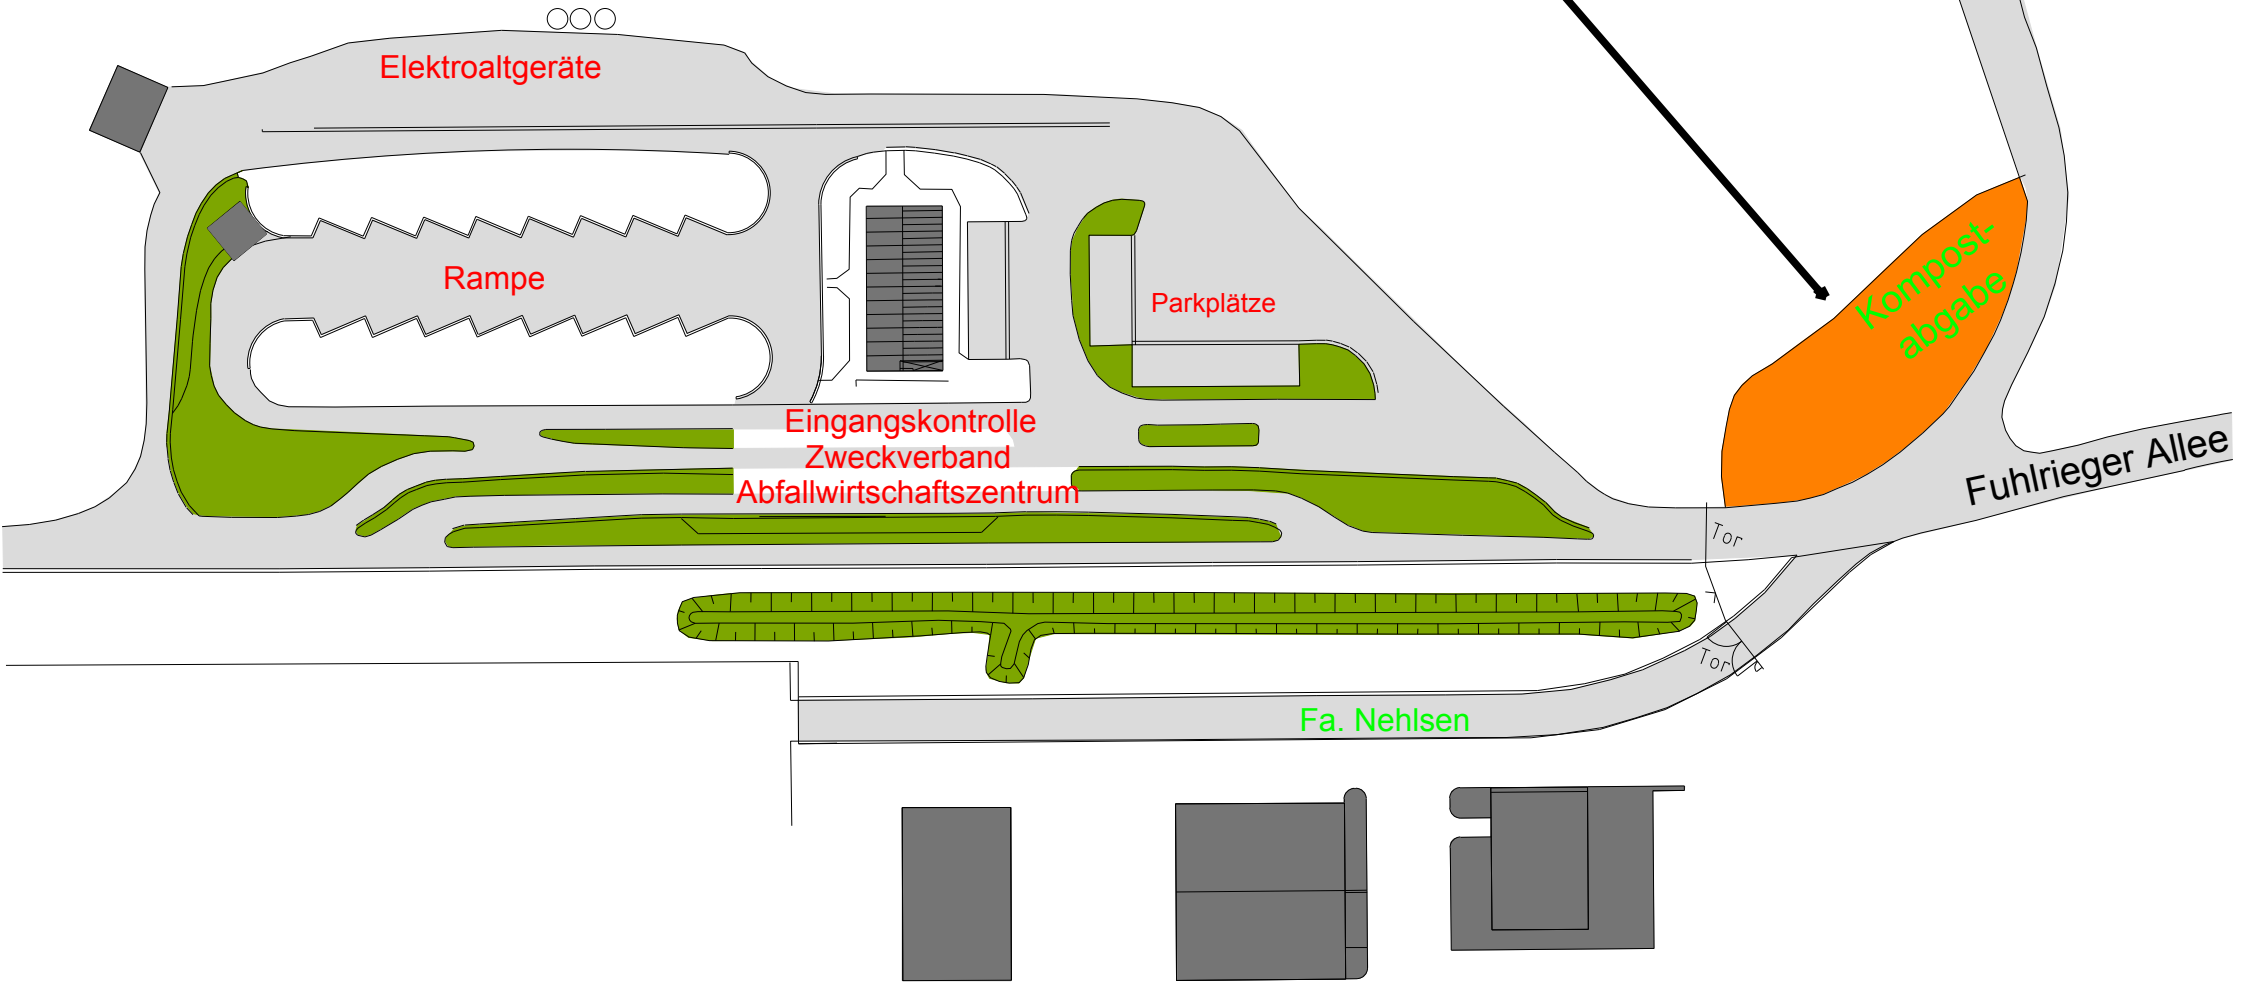 Elektroaltgeräte
Rampe
Parkplätze
Kompost-
abgabe
Eingangskontrolle
Zweckverband
Abfallwirtschaftszentrum
Fuhlrieger Allee
Tor
Tor
Fa. Nehlsen